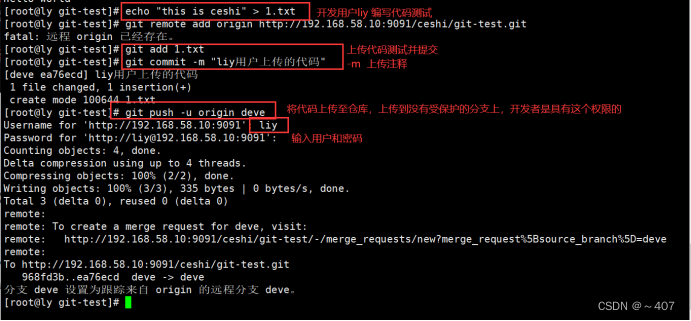 [root@ly git-test]# echo "this is ceshi" > 1.txt 开发用户liy 编写代码测试
[root@ly git-test]# git remote add origin http://192.168.58.10:9091/ceshi/git-test.git
fatal: 远程 origin 已经存在。
[root@ly git-test]# git add 1.txt 上传代码测试并提交
[root@ly git-test]# git commit -m "liy用户上传的代码" -m 上传注释
[deve ea76ecd] liy用户上传的代码
1 file changed, 1 insertion(+)
create mode 100644 1.txt
[root@ly git-test]# git push -u origin deve 将代码上传至仓库，上传到没有受保护的分支上，开发者是具有这个权限的
Username for 'http://192.168.58.10:9091': liy
Password for 'http://liy@192.168.58.10:9091': 输入用户和密码
Counting objects: 4, done.
Delta compression using up to 4 threads.
Compressing objects: 100% (2/2), done.
Writing objects: 100% (3/3), 335 bytes | 0 bytes/s, done.
Total 3 (delta 0), reused 0 (delta 0)
remote:
remote: To create a merge request for deve, visit:
remote:   http://192.168.58.10:9091/ceshi/git-test/-/merge_requests/new?merge_request%5Bsource_branch%5D=deve
remote:
To http://192.168.58.10:9091/ceshi/git-test.git
968fd3b..ea76ecd  deve -> deve
分支 deve 设置为跟踪来自 origin 的远程分支 deve。
[root@ly git-test]#
CSDN @～407